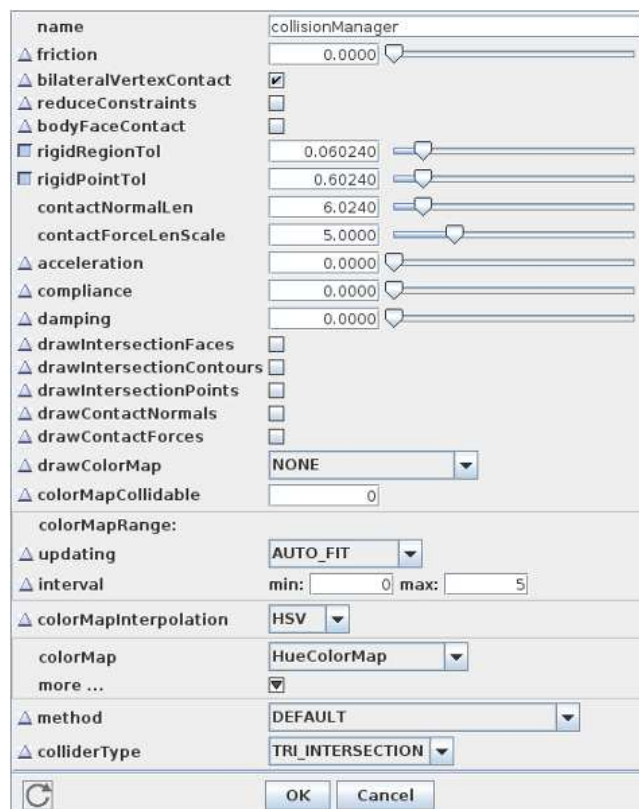 name collisionManager
friction 0.0000
bilateralVertexContact
reduceConstraints
bodyFaceContact
rigidRegionTol 0.060240
rigidPointTol 0.60240
contactNormalLen 6.0240
contactForceLenScale 5.0000
acceleration 0.0000
compliance 0.0000
damping 0.0000
drawIntersectionFaces
drawIntersectionContours
drawIntersectionPoints
drawContactNormals
drawContactForces
drawColorMap NONE
colorMapCollidable 0
colorMapRange:
updating AUTO_FIT
interval min: 0 max: 5
colorMapInterpolation HSV
colorMap HueColorMap
more ...
method DEFAULT
colliderType TRI_INTERSECTION
OK Cancel